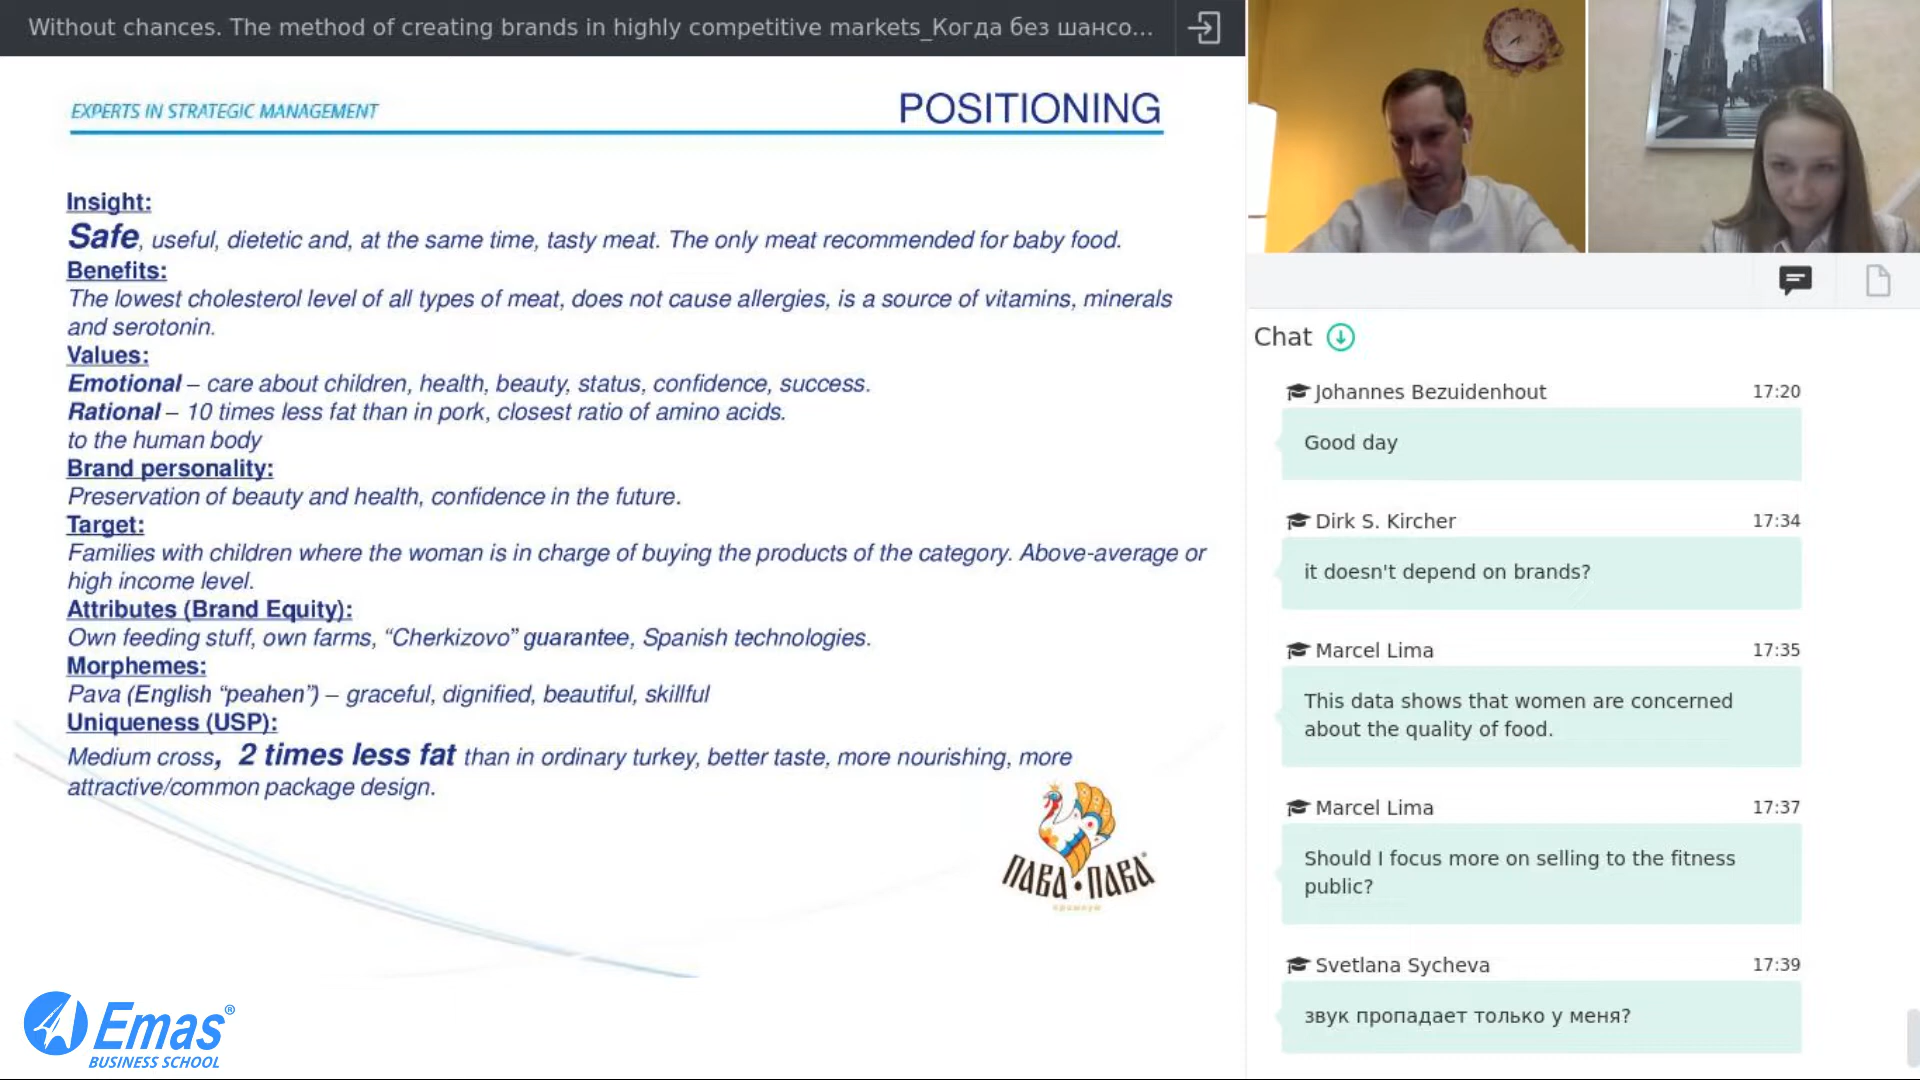 Without chances. The method of creating brands in highly competitive markets_Когда без шансо...
EXPERTS IN STRATEGIC MANAGEMENT
POSITIONING
Insight:
Safe, useful, dietetic and, at the same time, tasty meat. The only meat recommended for baby food.
Benefits:
The lowest cholesterol level of all types of meat, does not cause allergies, is a source of vitamins, minerals
and serotonin.
Values:
Emotional – care about children, health, beauty, status, confidence, success.
Rational – 10 times less fat than in pork, closest ratio of amino acids.
to the human body
Brand personality:
Preservation of beauty and health, confidence in the future.
Target:
Families with children where the woman is in charge of buying the products of the category. Above-average or
high income level.
Attributes (Brand Equity):
Own feeding stuff, own farms, “Cherkizovo” guarantee, Spanish technologies.
Morphemes:
Pava (English “peahen”) – graceful, dignified, beautiful, skillful
Uniqueness (USP):
Medium cross, 2 times less fat than in ordinary turkey, better taste, more nourishing, more
attractive/common package design.
ПАВА•ПАВА
Emas®
BUSINESS SCHOOL
Chat
Johannes Bezuidenhout 17:20
Good day
Dirk S. Kircher 17:34
it doesn't depend on brands?
Marcel Lima 17:35
This data shows that women are concerned
about the quality of food.
Marcel Lima 17:37
Should I focus more on selling to the fitness
public?
Svetlana Sycheva 17:39
звук пропадает только у меня?